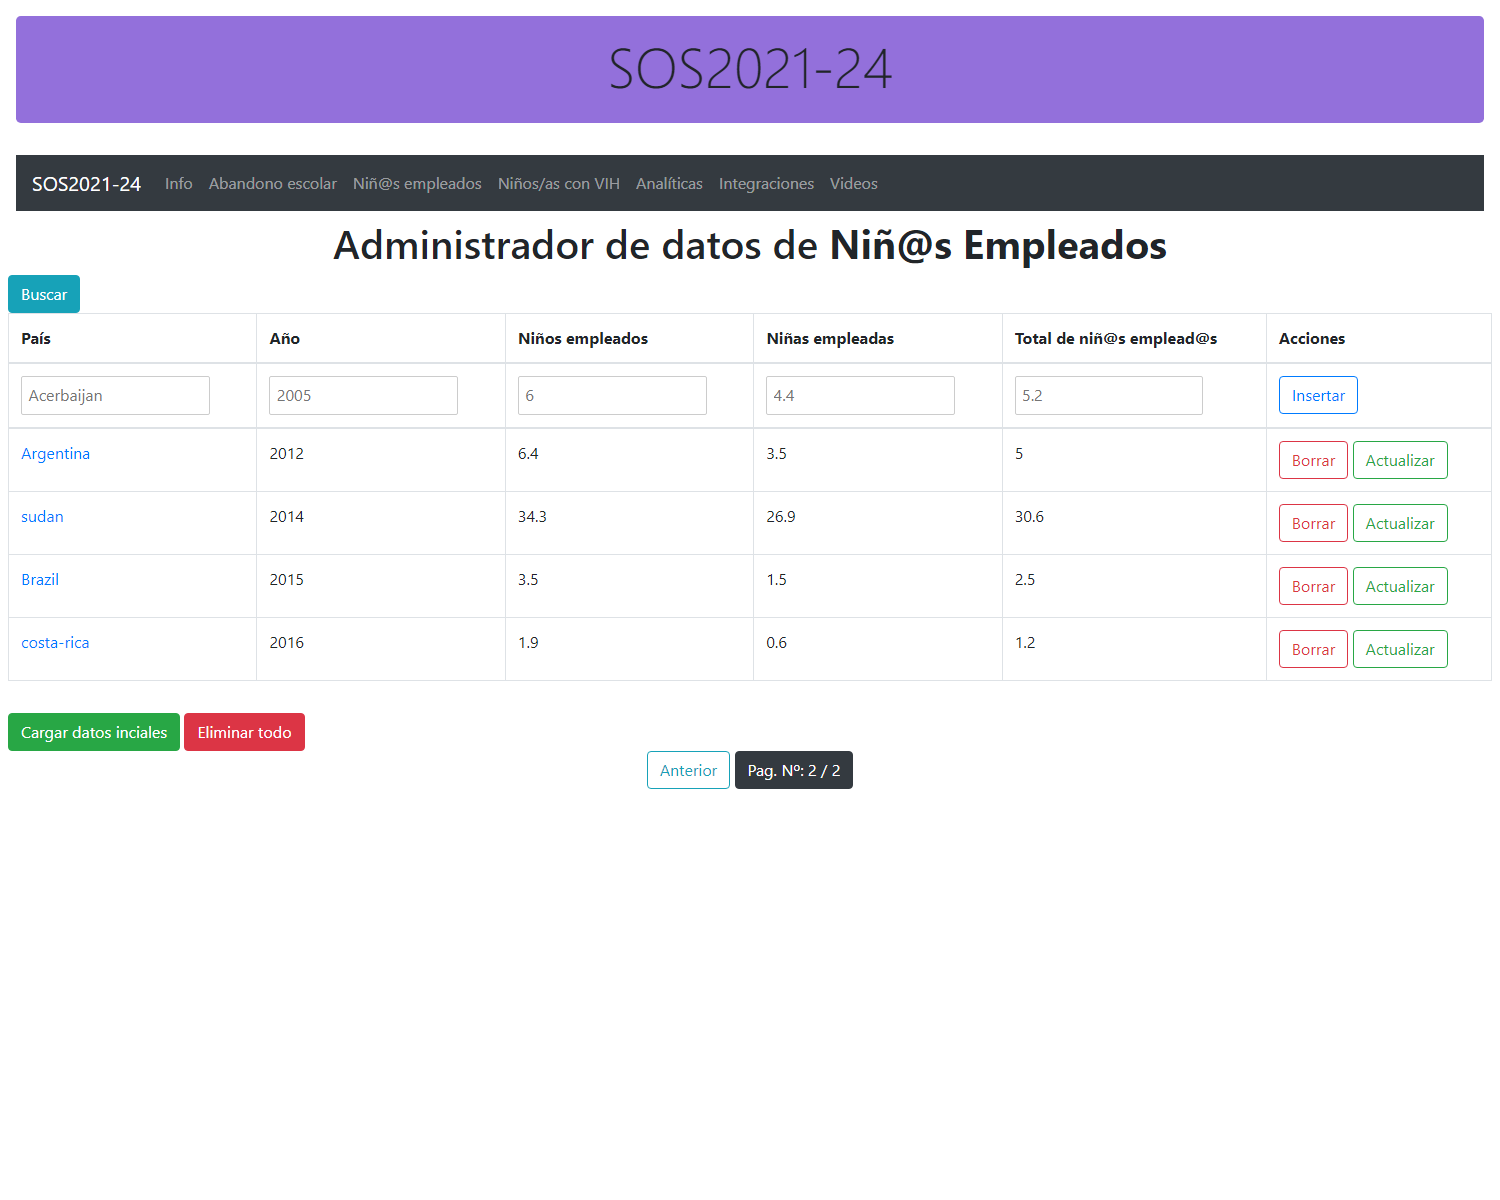 SOS2021-24
SOS2021-24 Info Abandono escolar Niñ@s empleados Niños/as con VIH Analíticas Integraciones Videos
Administrador de datos de Niñ@s Empleados
Buscar
País Año Niños empleados Niñas empleadas Total de niñ@s emplead@s Acciones
Acerbaijan 2005 6 4.4 5.2 Insertar
Argentina 2012 6.4 3.5 5 Borrar Actualizar
sudan 2014 34.3 26.9 30.6 Borrar Actualizar
Brazil 2015 3.5 1.5 2.5 Borrar Actualizar
costa-rica 2016 1.9 0.6 1.2 Borrar Actualizar
Cargar datos inciales Eliminar todo
Anterior Pag. Nº: 2 / 2